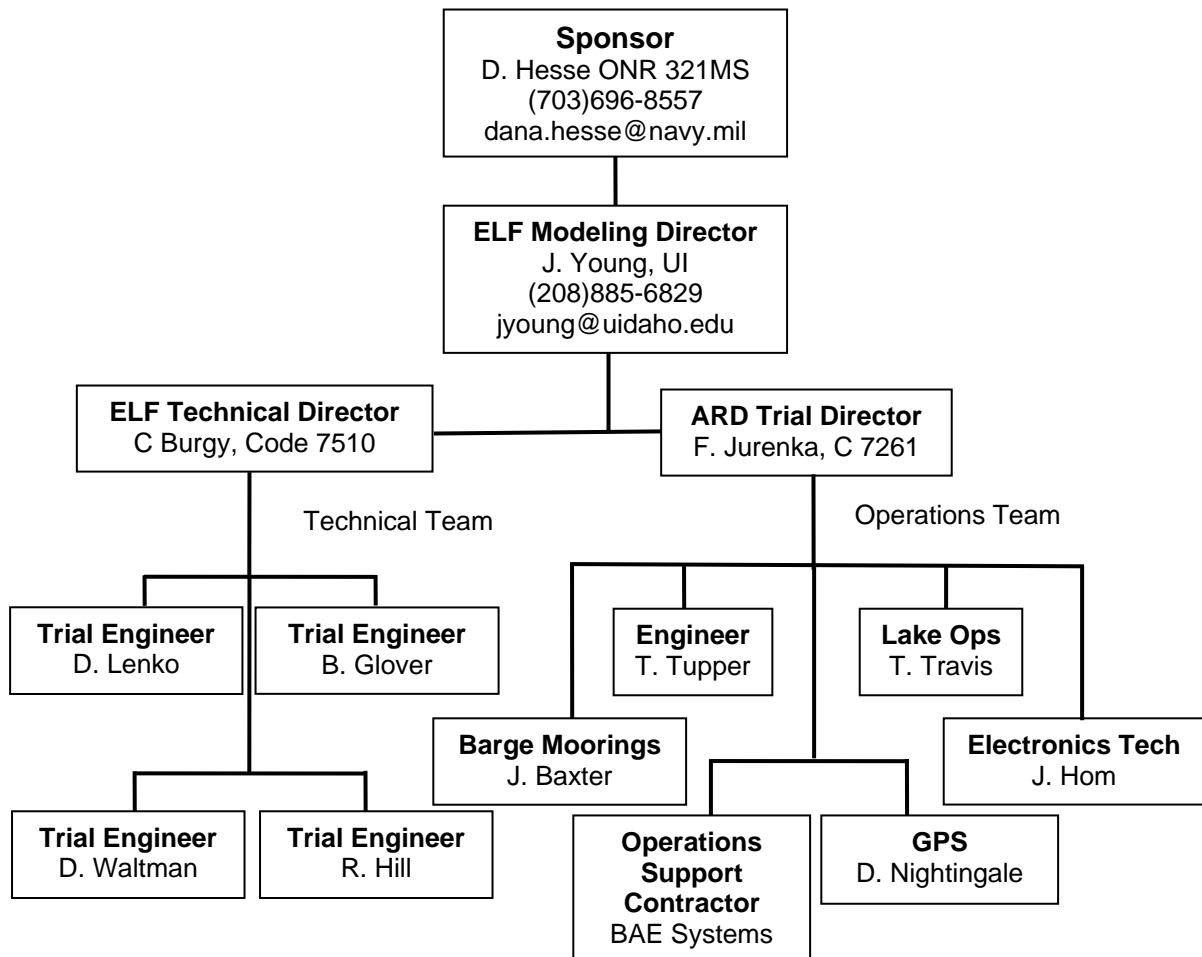 Sponsor
D. Hesse ONR 321MS
(703)696-8557
dana.hesse@navy.mil
ELF Modeling Director
J. Young, UI
(208)885-6829
jyoung@uidaho.edu
ELF Technical Director
C Burgy, Code 7510
ARD Trial Director
F. Jurenka, C 7261
Technical Team
Operations Team
Trial Engineer
D. Lenko
Trial Engineer
B. Glover
Engineer
T. Tupper
Lake Ops
T. Travis
Barge Moorings
J. Baxter
Electronics Tech
J. Hom
Trial Engineer
D. Waltman
Trial Engineer
R. Hill
Operations
Support
Contractor
BAE Systems
GPS
D. Nightingale